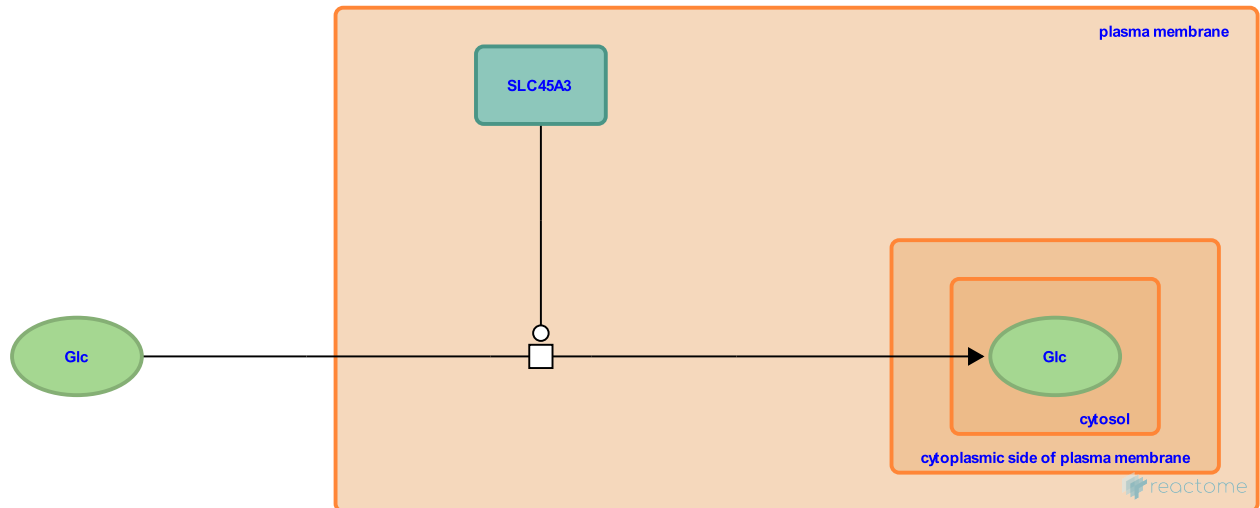 plasma membrane
SLC45A3
Glc
Glc
cytosol
cytoplasmic side of plasma membrane
reactome